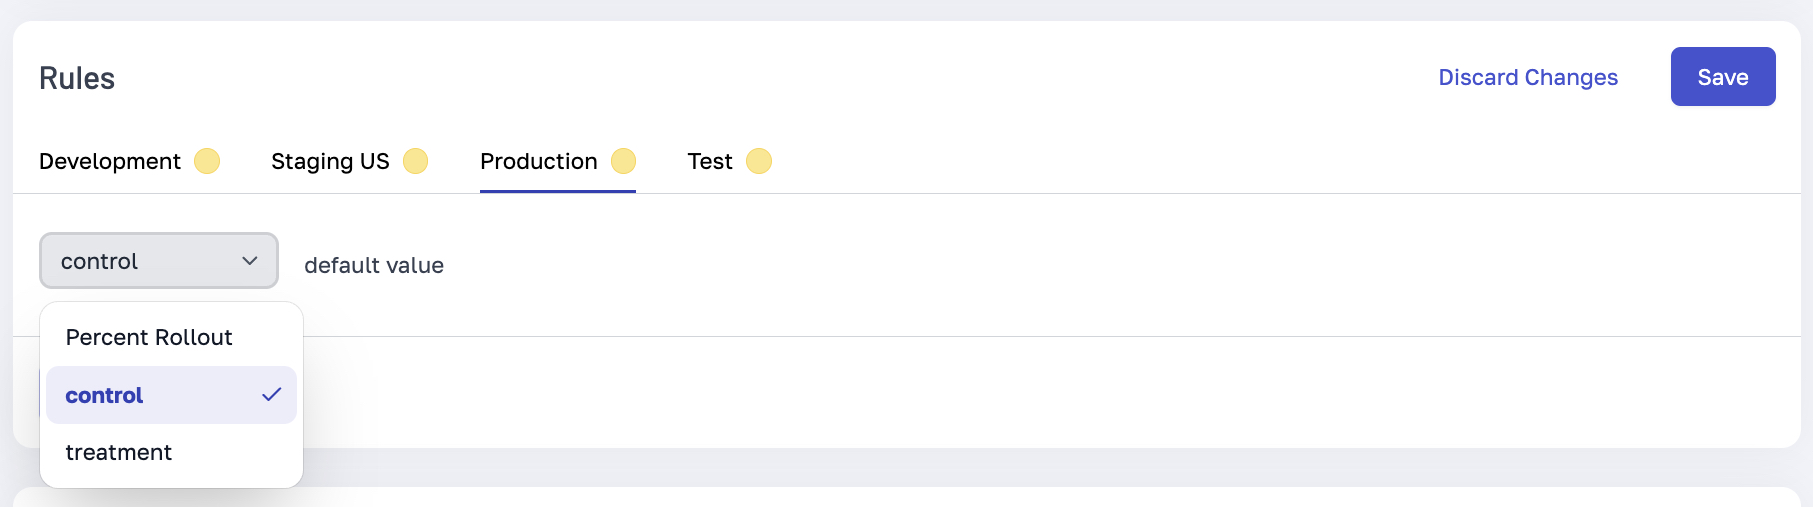 Rules
Discard Changes
Save
Development
Staging US
Production
Test
control
default value
Percent Rollout
control
treatment